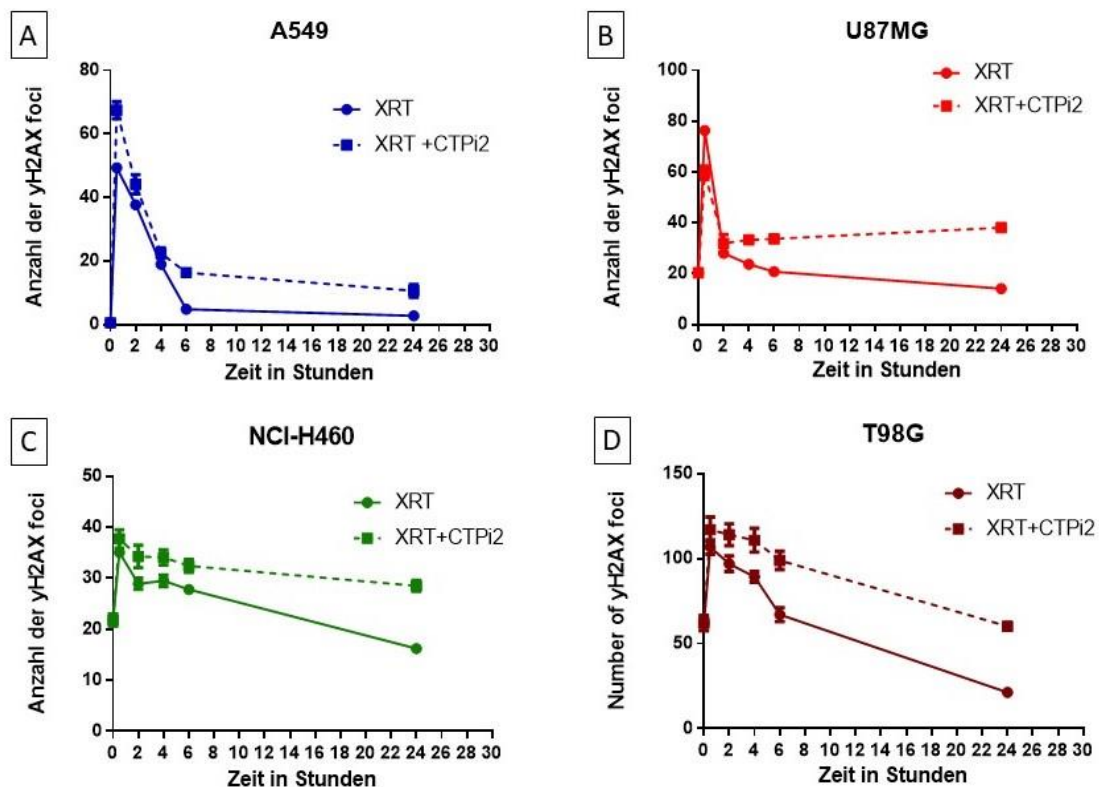 A
A549
80
60
40
20
0
Anzahl der yH2AX foci
XRT
XRT +CTPi2
0 2 4 6 8 10 12 14 16 18 20 22 24 26 28 30
Zeit in Stunden
B
U87MG
100
80
60
40
20
0
Anzahl der yH2AX foci
XRT
XRT+CTPi2
0 2 4 6 8 10 12 14 16 18 20 22 24 26 28 30
Zeit in Stunden
C
NCI-H460
50
40
30
20
10
0
Anzahl der yH2AX foci
XRT
XRT+CTPi2
0 2 4 6 8 10 12 14 16 18 20 22 24 26 28 30
Zeit in Stunden
D
T98G
150
100
50
0
Number of yH2AX foci
XRT
XRT+CTPi2
0 2 4 6 8 10 12 14 16 18 20 22 24 26 28 30
Zeit in Stunden